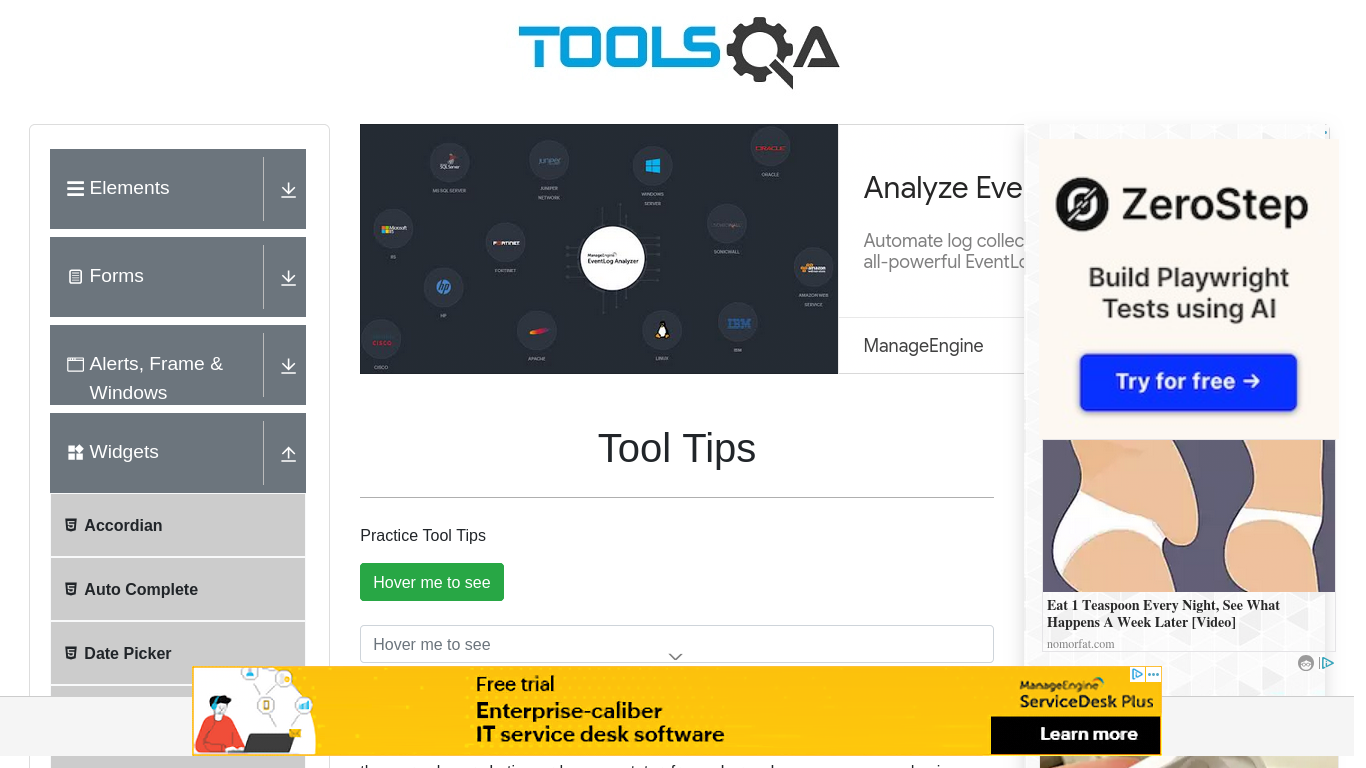 TOOLSQA
Elements
Forms
Alerts, Frame &
Windows
Widgets
Accordian
Auto Complete
Date Picker
SQL Server
MS SQL SERVER
JUNIPER
NETWORK
WINDOWS
SERVER
ORACLE
ORACLE
Microsoft
IIS
FORTINET
FORTINET
ManageEngine
EventLog Analyzer
SONICWALL
SONICWALL
amazon
AMAZON WEB
SERVICE
hp
HP
CISCO
CISCO
APACHE
LINUX
IBM
IBM
Analyze Eve
Automate log collec
all-powerful EventLo
ManageEngine
Tool Tips
Practice Tool Tips
Hover me to see
Hover me to see
ZeroStep
Build Playwright
Tests using AI
Try for free →
Eat 1 Teaspoon Every Night, See What
Happens A Week Later [Video]
nomorfat.com
Free trial
Enterprise-caliber
IT service desk software
ManageEngine
ServiceDesk Plus
Learn more